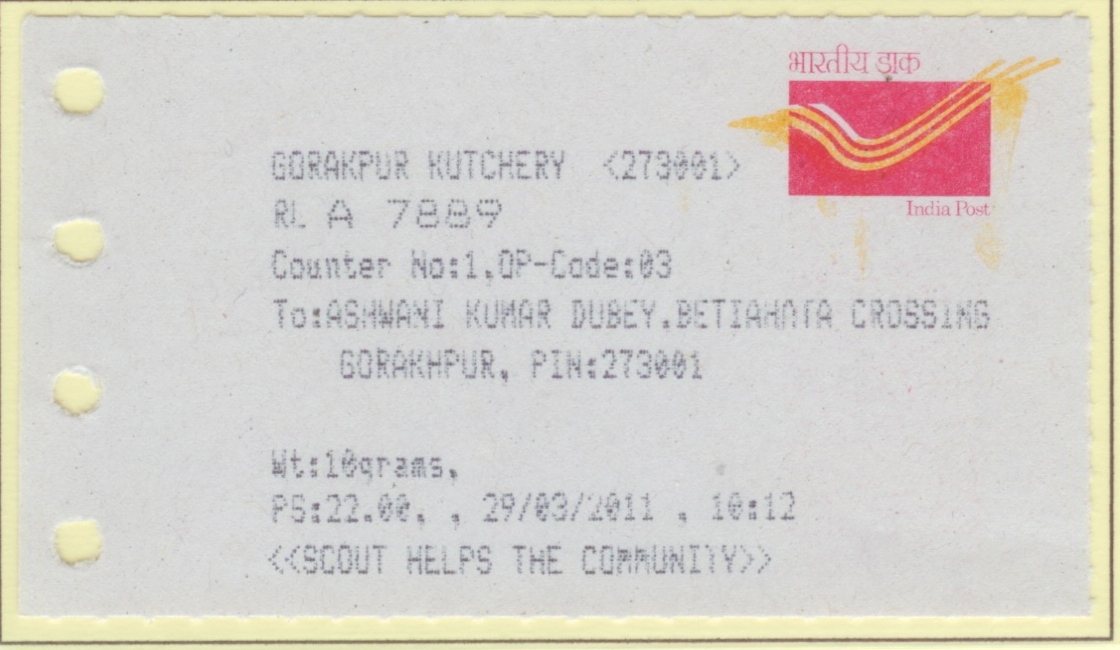 भारतीय डाक
India Post
GORAKPUR KUTCHERY <273001>
RL A 7889
Counter No:1,OP-Code:03
To:ASHWANI KUMAR DUBEY,BETIAHATA CROSSING
GORAKHPUR, PIN:273001
Wt:10grams,
PS:22.00, , 29/03/2011 , 10:12
<<SCOUT HELPS THE COMMUNITY>>